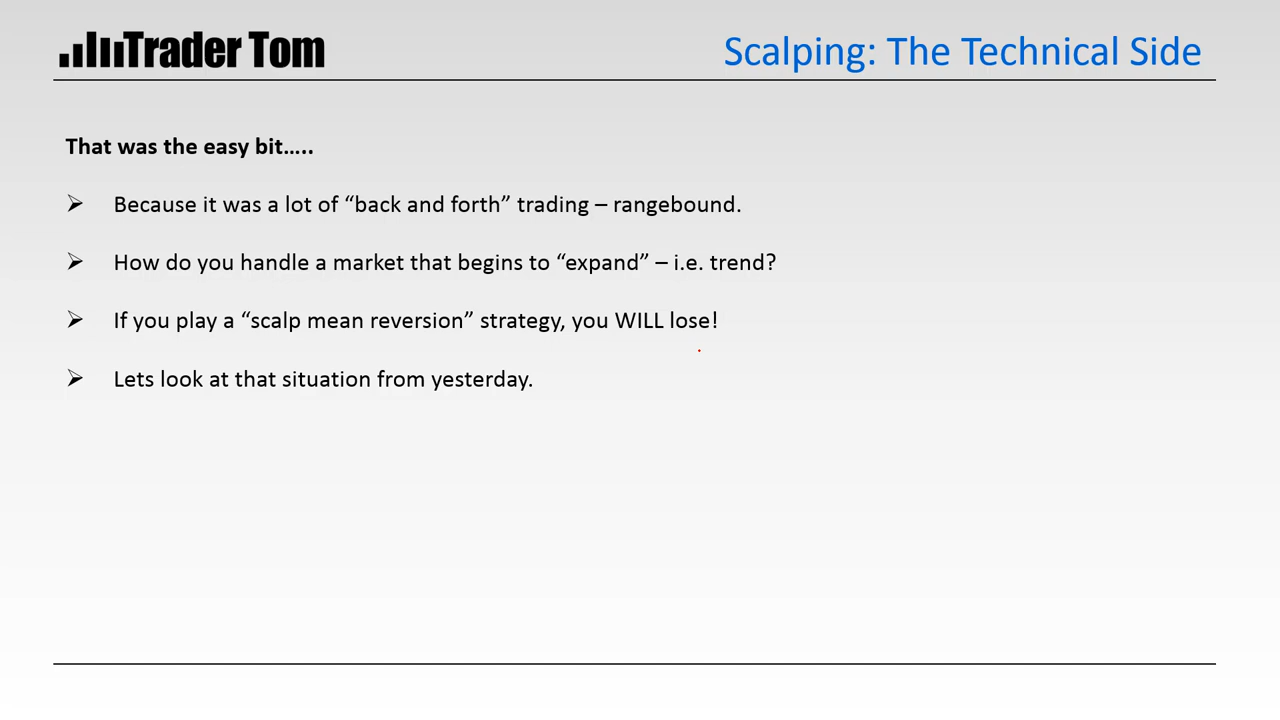 Trader Tom
Scalping: The Technical Side
That was the easy bit…..
Because it was a lot of “back and forth” trading – rangebound.
How do you handle a market that begins to “expand” – i.e. trend?
If you play a “scalp mean reversion” strategy, you WILL lose!
Lets look at that situation from yesterday.